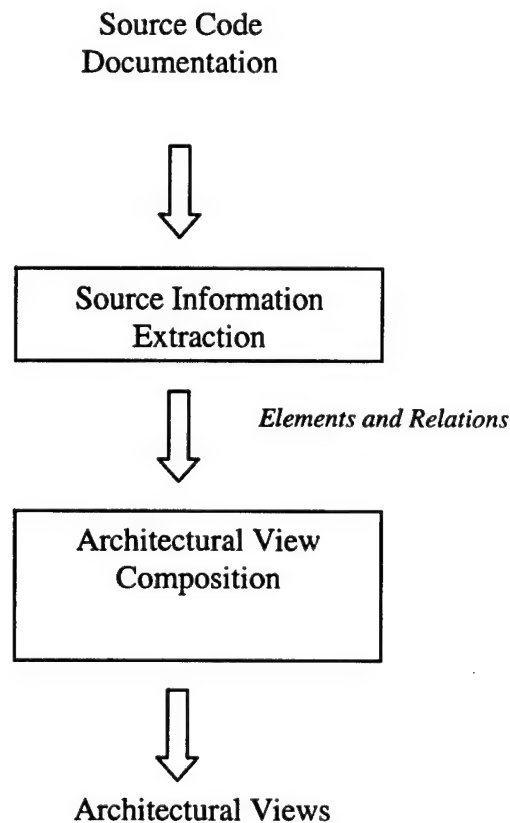 Source Code
Documentation
Source Information
Extraction
Elements and Relations
Architectural View
Composition
Architectural Views